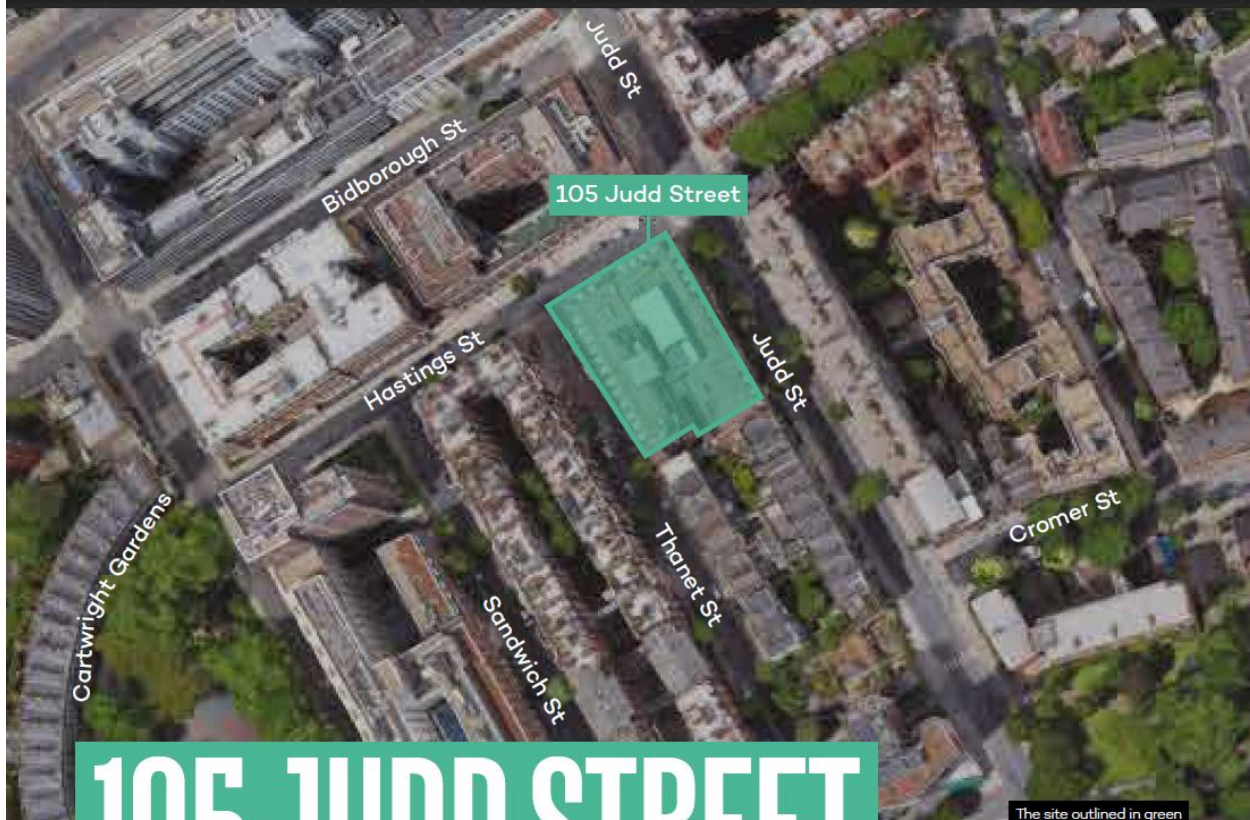 Judd St
Bidborough St
105 Judd Street
Hastings St
Judd St
Cartwright Gardens
Thanet St
Cromer St
Sandwich St
105 JUDD STREET
The site outlined in green